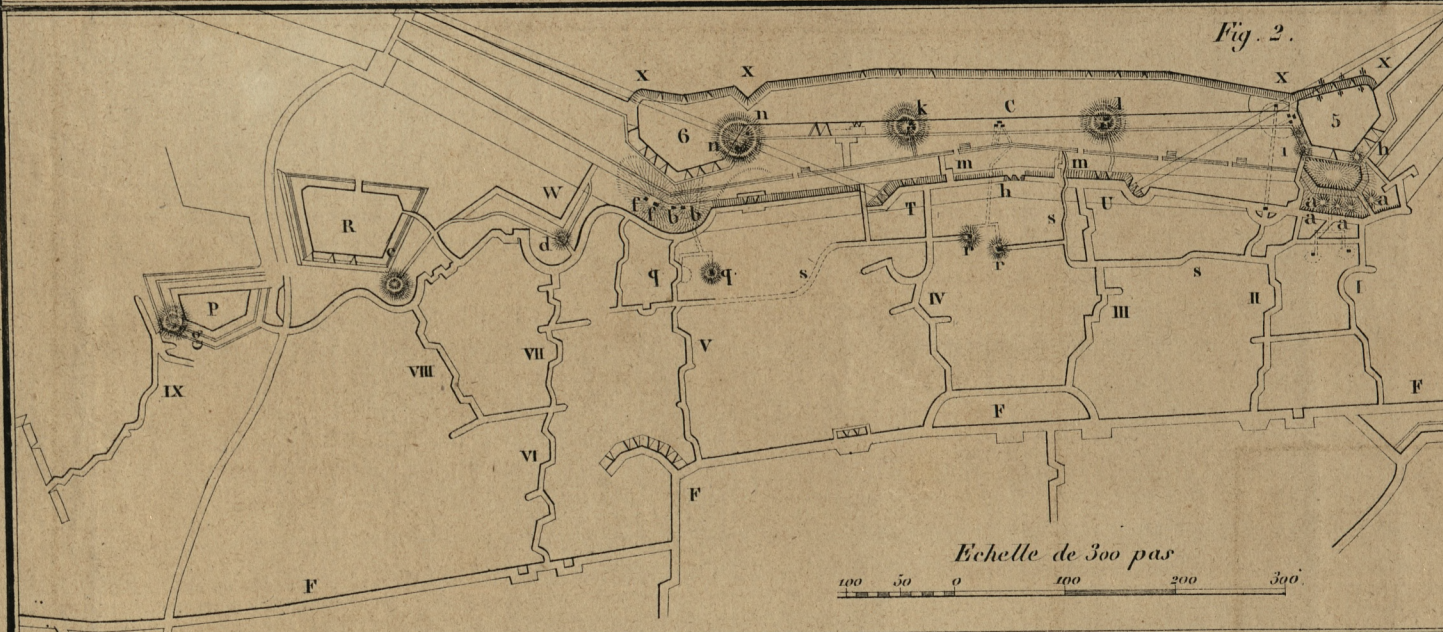 Fig. 2.
X X X X
n k C l 5
6 n i h
m m
W h
f f b b T s U a a a a
R d
e q q s r r s
P IV II I
g III
VII V
IX VIII F
F
VI
F
Echelle de 300 pas
F 100 50 0 100 200 300